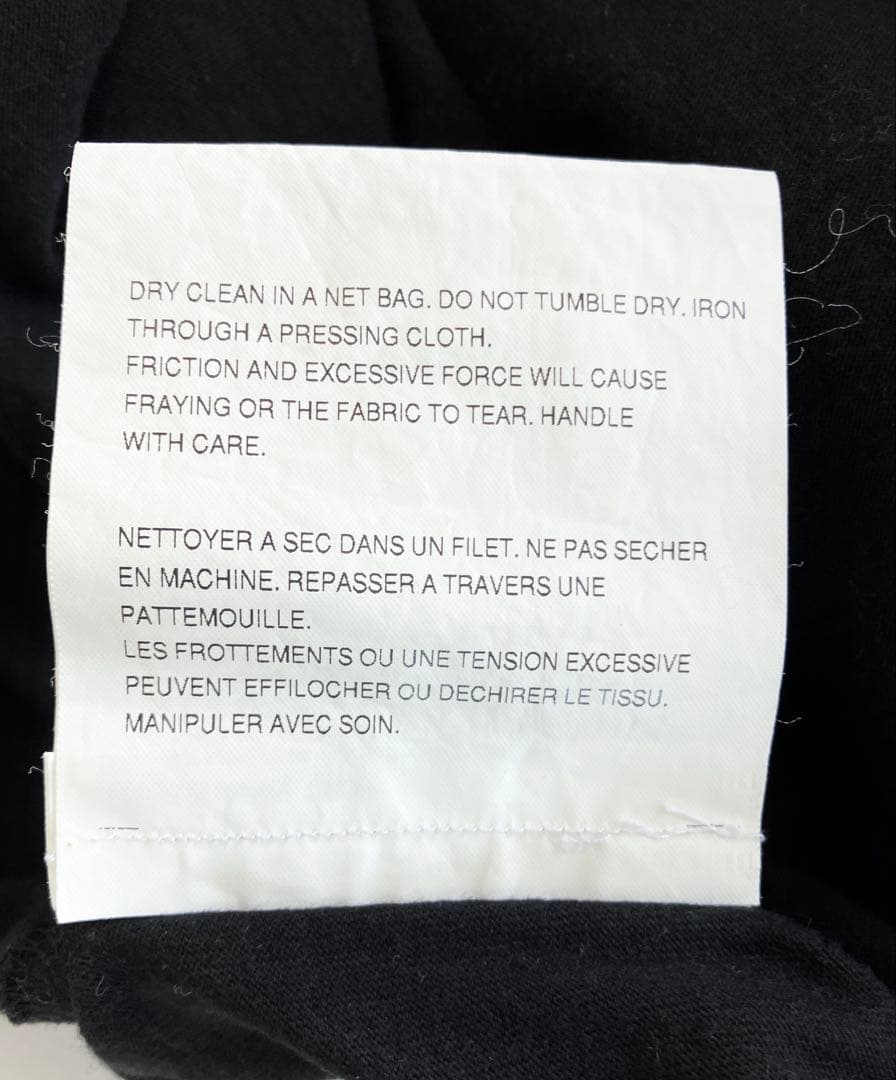 DRY CLEAN IN A NET BAG. DO NOT TUMBLE DRY. IRON
THROUGH A PRESSING CLOTH.
FRICTION AND EXCESSIVE FORCE WILL CAUSE
FRAYING OR THE FABRIC TO TEAR. HANDLE
WITH CARE.
NETTOYER A SEC DANS UN FILET. NE PAS SECHER
EN MACHINE. REPASSER A TRAVERS UNE
PATTEMOUILLE.
LES FROTTEMENTS OU UNE TENSION EXCESSIVE
PEUVENT EFFILOCHER OU DECHIRER LE TISSU.
MANIPULER AVEC SOIN.